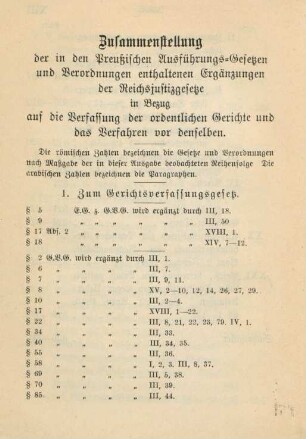 Zusammenstellung
der in den Preußischen Ausführungs-Gesetzen
und Verordnungen enthaltenen Ergänzungen
der Reichsjustizgesetze
in Bezug
auf die Verfassung der ordentlichen Gerichte und
das Verfahren vor denselben.
Die römischen Zahlen bezeichnen die Gesetze und Verordnungen
nach Maßgabe der in dieser Ausgabe beobachteten Reihenfolge. Die
arabischen Zahlen bezeichnen die Paragraphen.
1. Zum Gerichtsverfassungsgesetz.
§ 5 E.G. z. G.V.G. wird ergänzt durch III, 18.
§ 9 „ „ „ „ „ „ III, 50
§ 17 Abs. 2 „ „ „ „ „ XVIII, 1.
§ 18 „ „ „ „ „ XIV, 7—12.
§ 2 G.V.G. wird ergänzt durch III, 1.
§ 6 „ „ „ „ III, 7.
§ 7 „ „ „ „ III, 9. 11.
§ 8 „ „ „ „ XV, 2—10, 12, 14, 26, 27, 29.
§ 10 „ „ „ „ III, 2—4.
§ 17 „ „ „ „ XVIII, 1—22.
§ 22 „ „ „ „ III, 8, 21, 22, 23, 79. IV, 1.
§ 34 „ „ „ „ III, 33.
§ 40 „ „ „ „ III, 34, 35.
§ 55 „ „ „ „ III, 36.
§ 58 „ „ „ „ I, 2, 3. III, 8, 37.
§ 69 „ „ „ „ III, 5, 38.
§ 70 „ „ „ „ III, 39.
§ 85. „ „ „ „ III, 44.